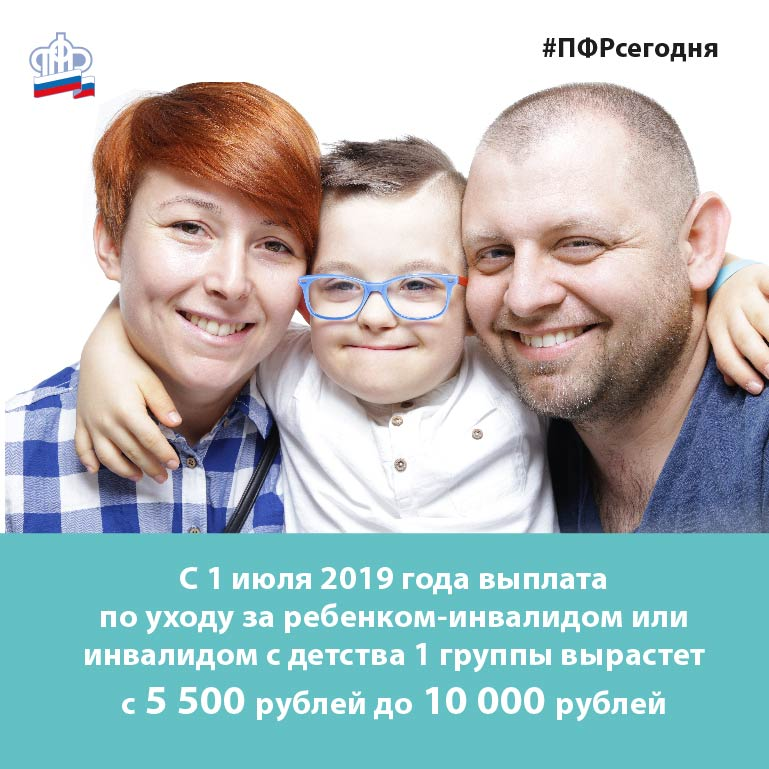 #ПФРсегодня
С 1 июля 2019 года выплата
по уходу за ребенком-инвалидом или
инвалидом с детства 1 группы вырастет
с 5 500 рублей до 10 000 рублей